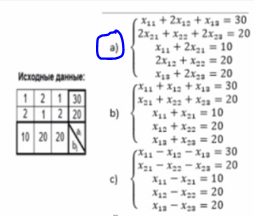 Исходные данные:
1 2 1 30
2 1 2 20
10 20 20 a b
a)
x₁₁ + 2x₁₂ + x₁₃ = 30
2x₂₁ + x₂₂ + 2x₂₃ = 20
x₁₁ + 2x₂₁ = 10
2x₁₂ + x₂₂ = 20
x₁₃ + 2x₂₃ = 20
b)
x₁₁ + x₁₂ + x₁₃ = 30
x₂₁ + x₂₂ + x₂₃ = 20
x₁₁ + x₂₁ = 10
x₁₂ + x₂₂ = 20
x₁₃ + x₂₃ = 20
c)
x₁₁ − x₁₂ − x₁₃ = 30
x₂₁ − x₂₂ − x₂₃ = 20
x₁₁ − x₂₁ = 10
x₁₂ − x₂₂ = 20
x₁₃ − x₂₃ = 20